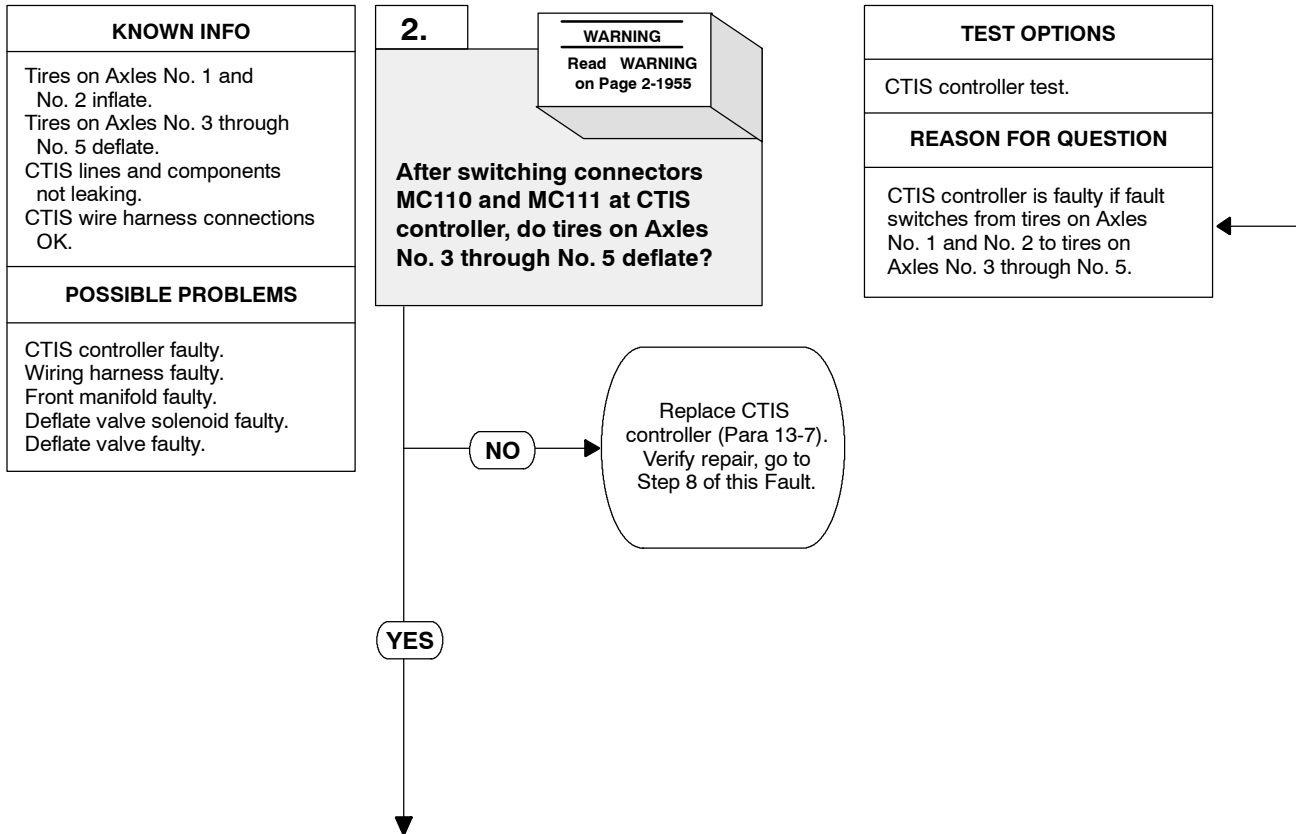 KNOWN INFO
Tires on Axles No. 1 and
No. 2 inflate.
Tires on Axles No. 3 through
No. 5 deflate.
CTIS lines and components
not leaking.
CTIS wire harness connections
OK.
POSSIBLE PROBLEMS
CTIS controller faulty.
Wiring harness faulty.
Front manifold faulty.
Deflate valve solenoid faulty.
Deflate valve faulty.
2.
WARNING
Read WARNING
on Page 2-1955
After switching connectors
MC110 and MC111 at CTIS
controller, do tires on Axles
No. 3 through No. 5 deflate?
NO
Replace CTIS
controller (Para 13-7).
Verify repair, go to
Step 8 of this Fault.
YES
TEST OPTIONS
CTIS controller test.
REASON FOR QUESTION
CTIS controller is faulty if fault
switches from tires on Axles
No. 1 and No. 2 to tires on
Axles No. 3 through No. 5.